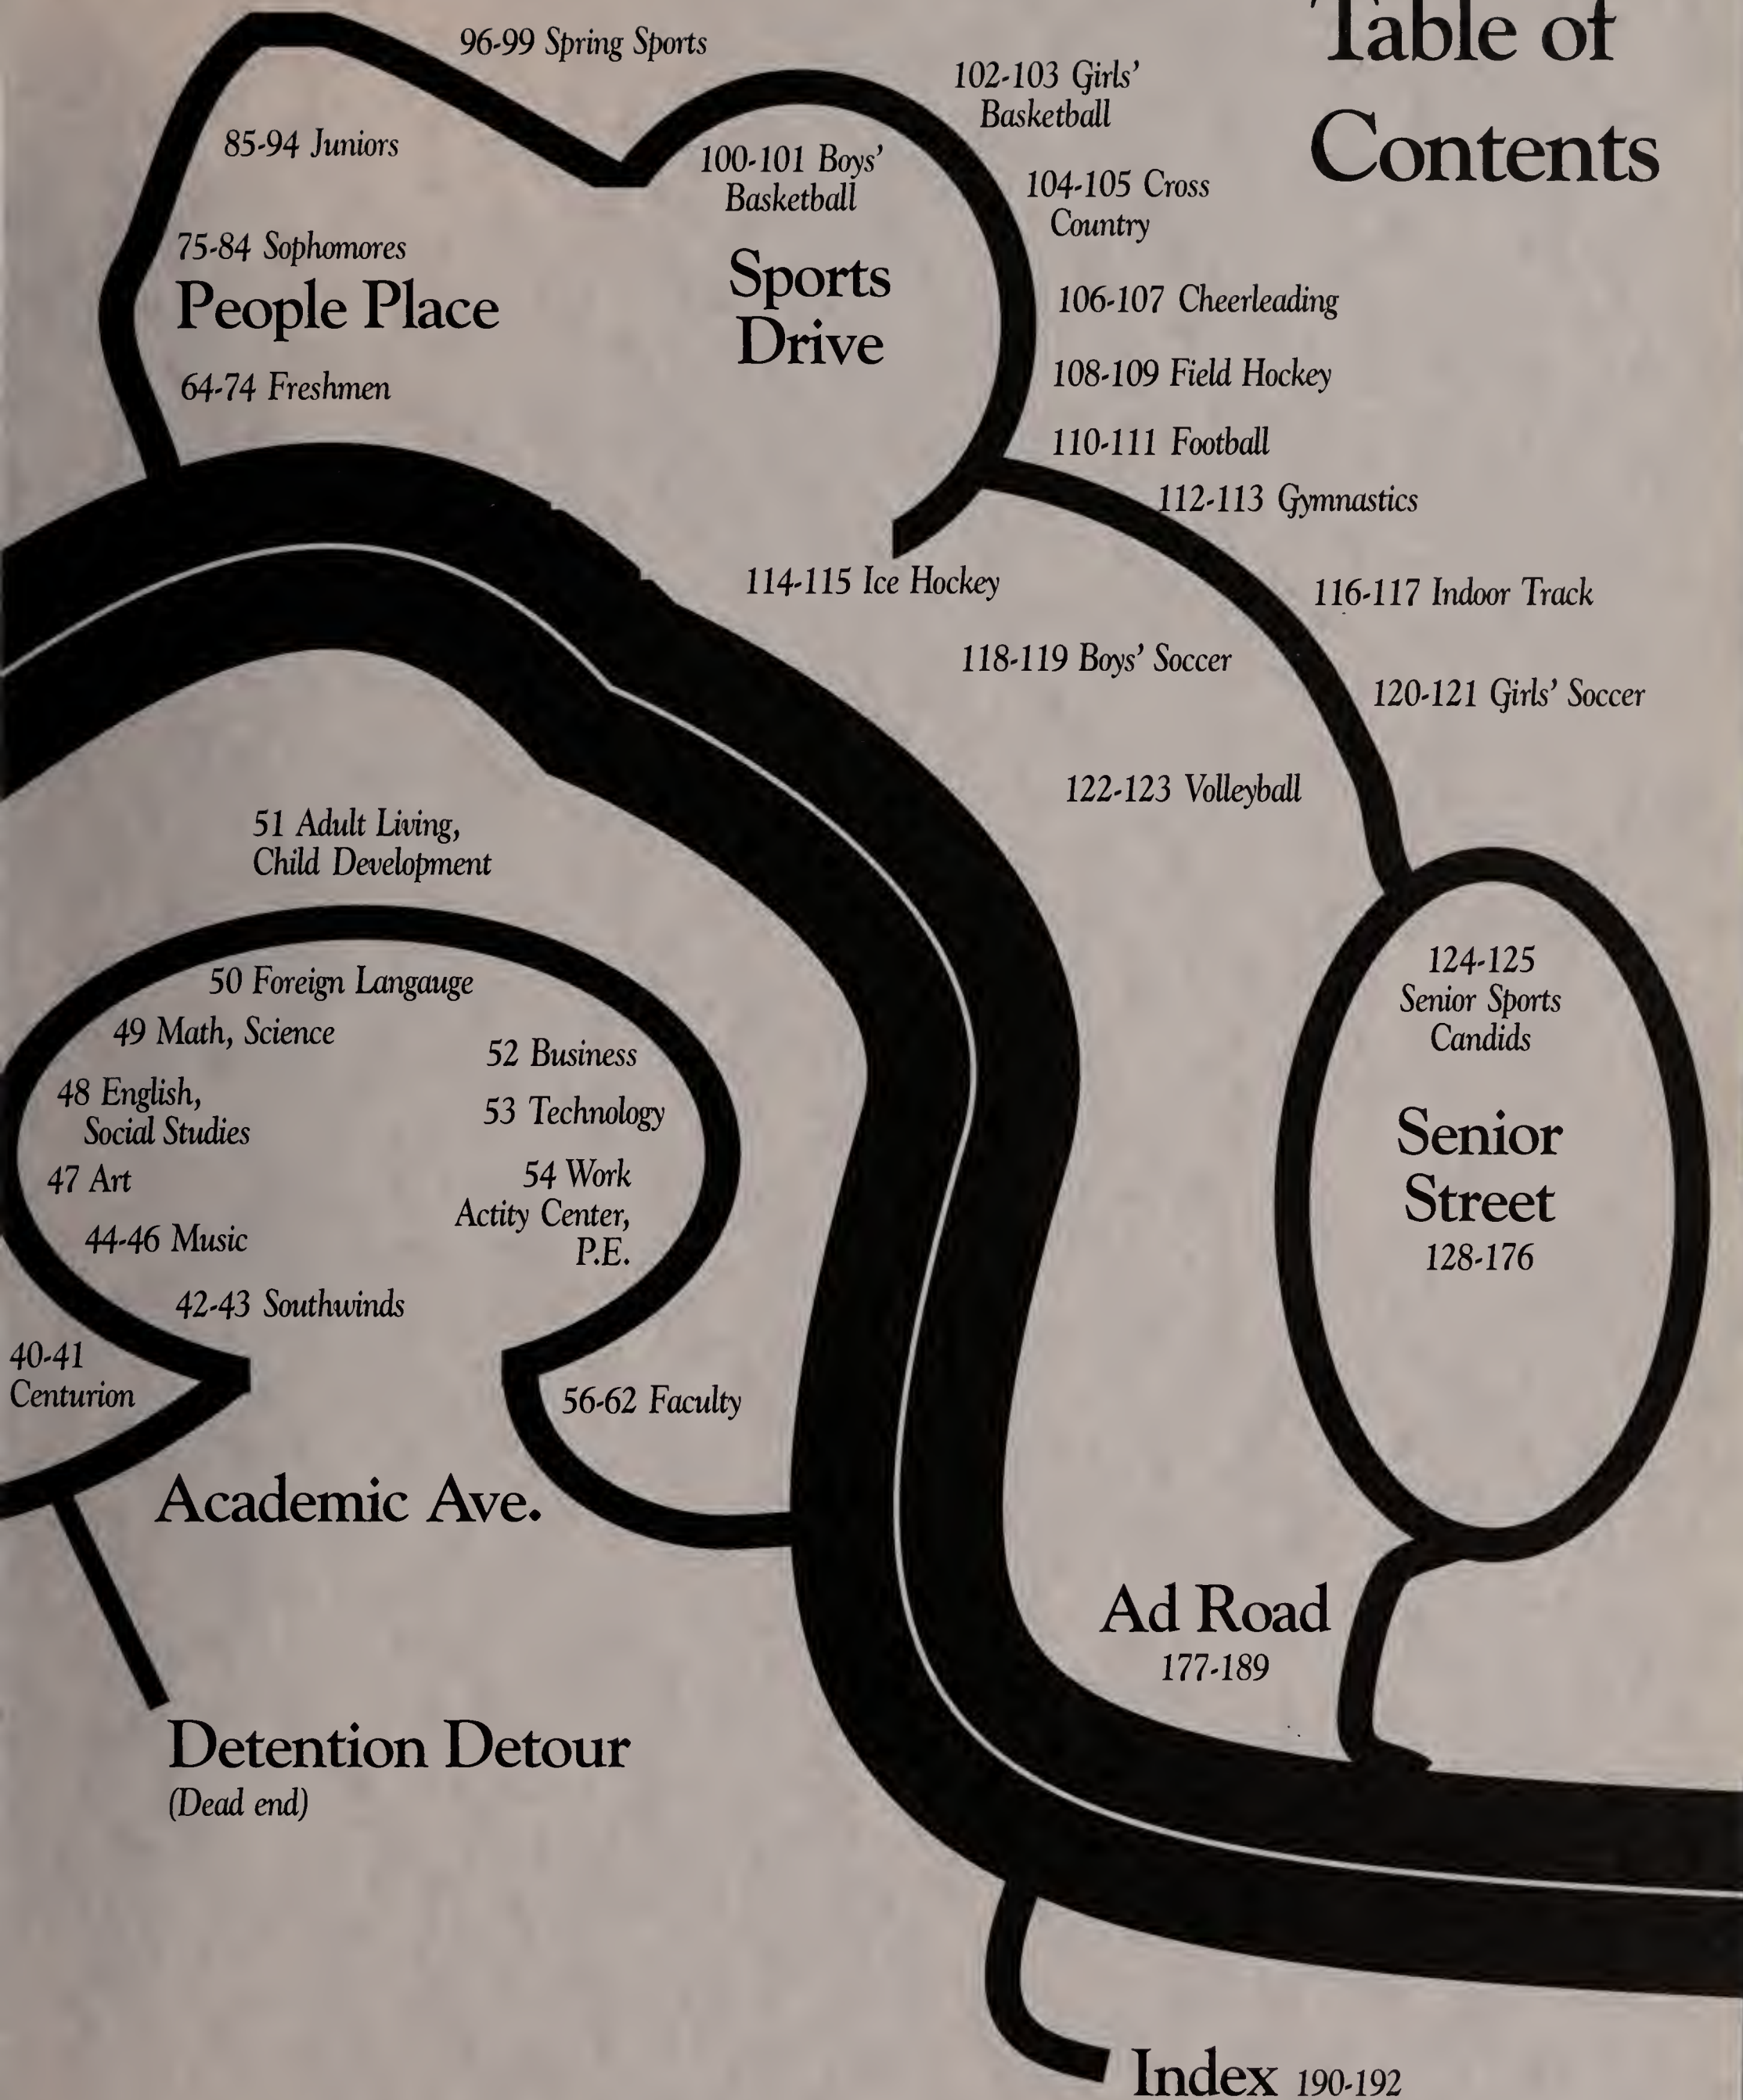 Table of
Contents
96-99 Spring Sports
102-103 Girls'
Basketball
85-94 Juniors
100-101 Boys'
Basketball
104-105 Cross
Country
75-84 Sophomores
People Place
64-74 Freshmen
Sports
Drive
106-107 Cheerleading
108-109 Field Hockey
110-111 Football
112-113 Gymnastics
114-115 Ice Hockey
116-117 Indoor Track
118-119 Boys' Soccer
120-121 Girls' Soccer
122-123 Volleyball
51 Adult Living,
Child Development
50 Foreign Langauge
49 Math, Science
48 English,
Social Studies
47 Art
44-46 Music
42-43 Southwinds
40-41
Centurion
52 Business
53 Technology
54 Work
Actity Center,
P.E.
56-62 Faculty
Academic Ave.
Detention Detour
(Dead end)
124-125
Senior Sports
Candids
Senior
Street
128-176
Ad Road
177-189
Index 190-192